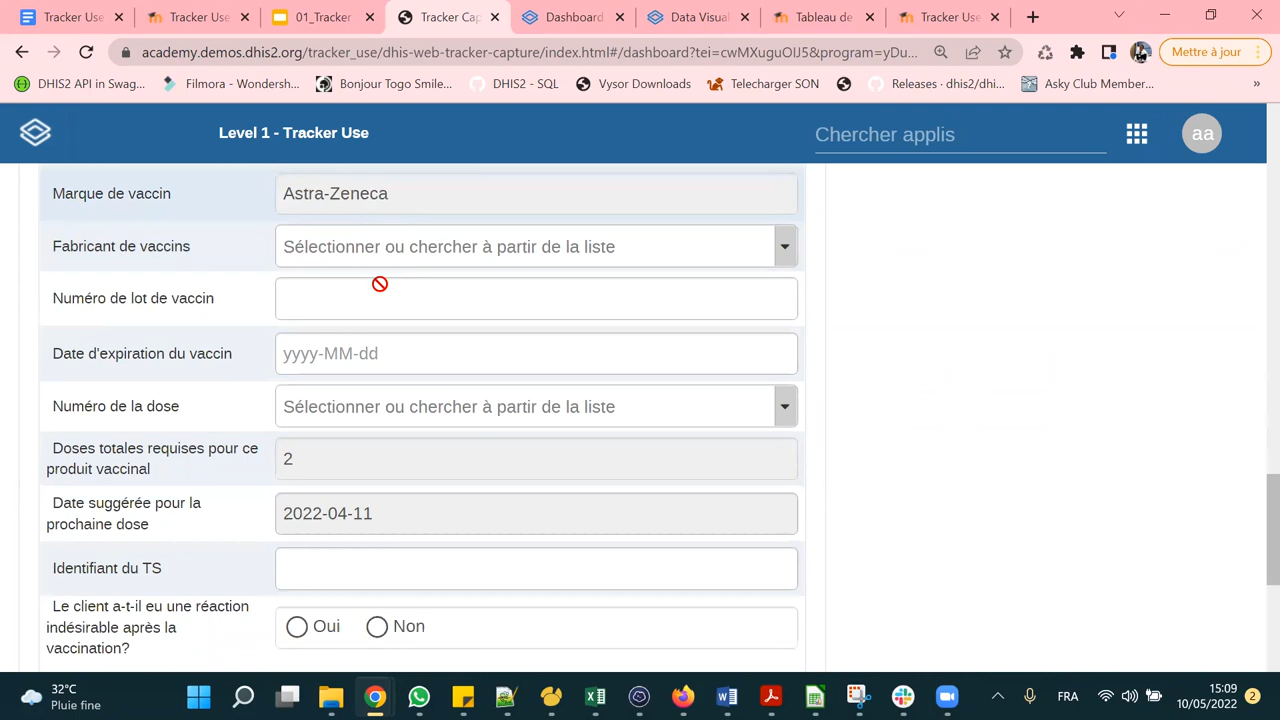 Tracker Use
Tracker Use
01_Tracker
Tracker Cap
Dashboard
Data Visual
Tableau de
Tracker Use
academy.demos.dhis2.org/tracker_use/dhis-web-tracker-capture/index.html#/dashboard?tei=rwMXuguOIJ5&program=yDu...
Mettre à jour
DHIS2 API in Swag...
Filmora - Wondersh...
Bonjour Togo Smile...
DHIS2 - SQL
Vysor Downloads
Telecharger SON
Releases · dhis2/dhi...
Asky Club Member...
»
Level 1 - Tracker Use
Chercher applis
aa
Marque de vaccin
Astra-Zeneca
Fabricant de vaccins
Sélectionner ou chercher à partir de la liste
Numéro de lot de vaccin
Date d'expiration du vaccin
yyyy-MM-dd
Numéro de la dose
Sélectionner ou chercher à partir de la liste
Doses totales requises pour ce
produit vaccinal
2
Date suggérée pour la
prochaine dose
2022-04-11
Identifiant du TS
Le client a-t-il eu une réaction
indésirable après la
vaccination?
Oui
Non
32°C
Pluie fine
FRA
15:09
10/05/2022
2